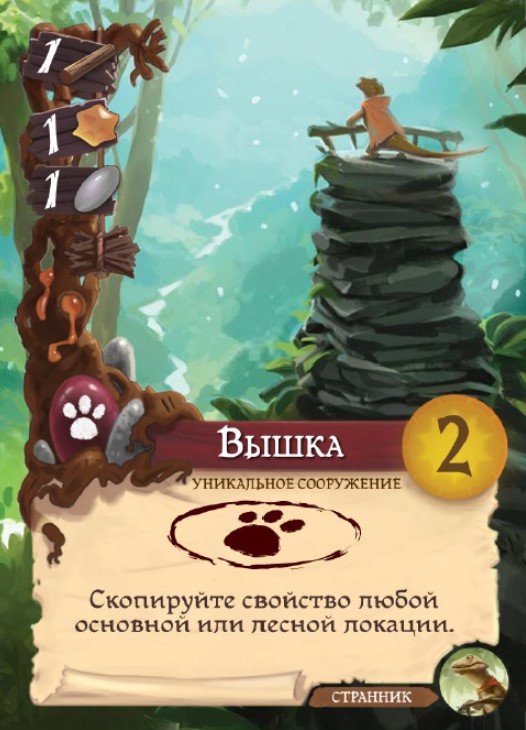 1
1
1
Вышка
2
УНИКАЛЬНОЕ СООРУЖЕНИЕ
Скопируйте свойство любой
основной или лесной локации.
СТРАННИК